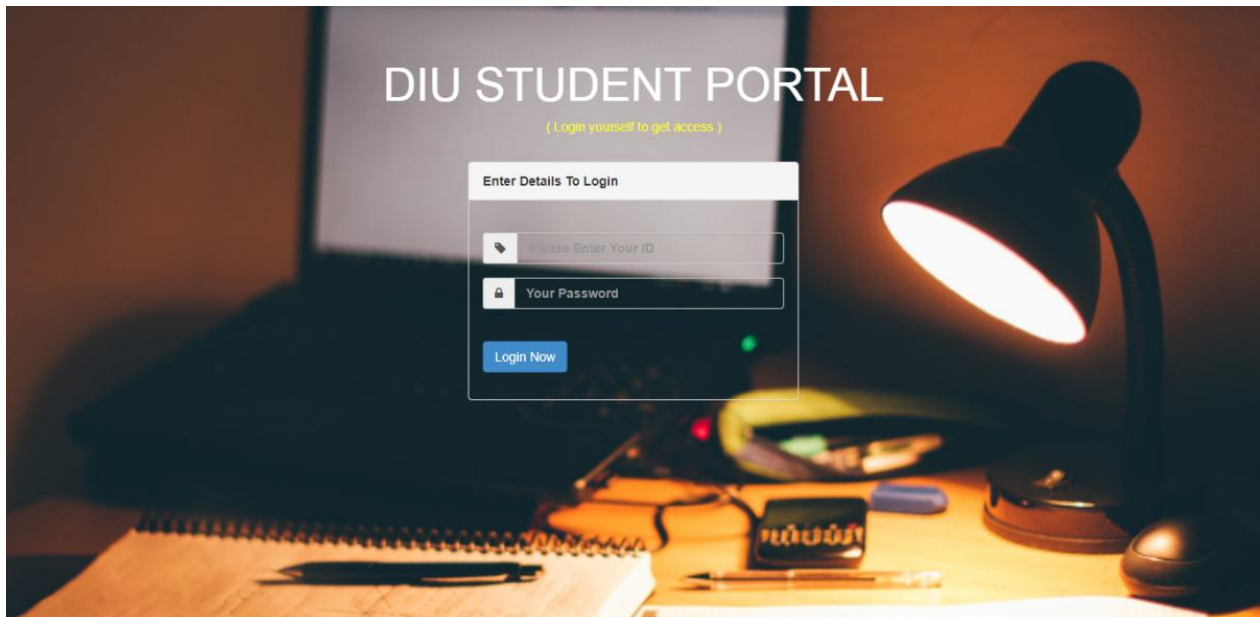 DIU STUDENT PORTAL
( Login yourself to get access )
Enter Details To Login
Please Enter Your ID
Your Password
Login Now